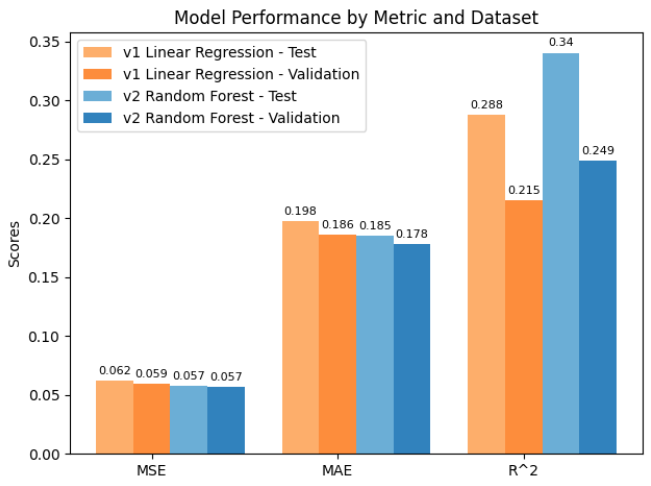 Model Performance by Metric and Dataset
v1 Linear Regression - Test
v1 Linear Regression - Validation
v2 Random Forest - Test
v2 Random Forest - Validation
Scores
0.35
0.30
0.25
0.20
0.15
0.10
0.05
0.00
0.062
0.059
0.057
0.057
0.198
0.186
0.185
0.178
0.288
0.215
0.34
0.249
MSE
MAE
R^2